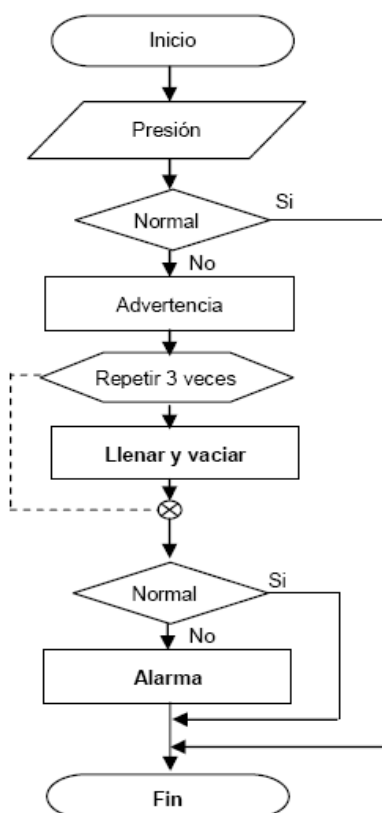 Inicio
Presión
Si
Normal
No
Advertencia
Repetir 3 veces
Llenar y vaciar
Si
Normal
No
Alarma
Fin